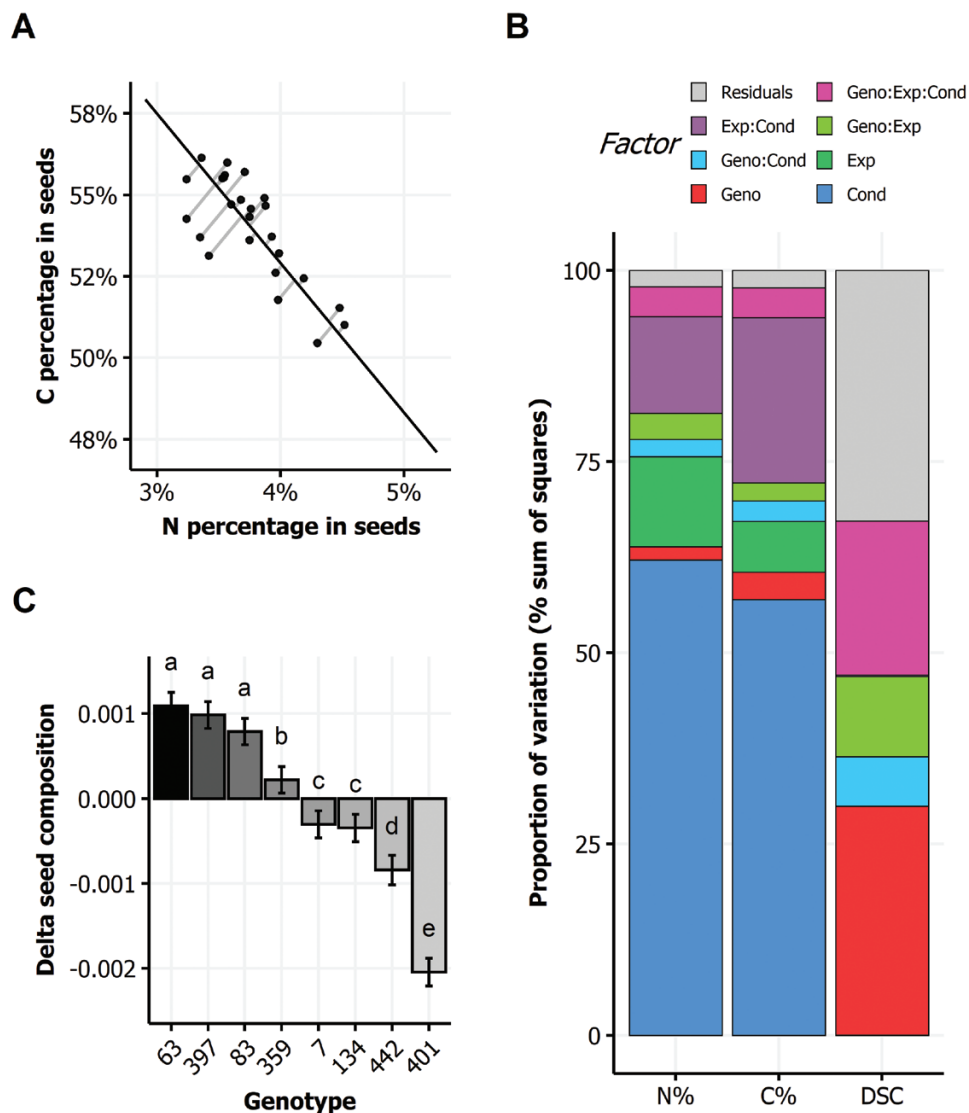 A
58%
55%
52%
50%
48%
C percentage in seeds
3% 4% 5%
N percentage in seeds
B
Factor
Residuals
Exp:Cond
Geno:Cond
Geno
Geno:Exp:Cond
Geno:Exp
Exp
Cond
100
75
50
25
0
Proportion of variation (% sum of squares)
N% C% DSC
C
a a a b c c d e
0.001
0.000
-0.001
-0.002
Delta seed composition
63 397 83 359 7 134 442 401
Genotype